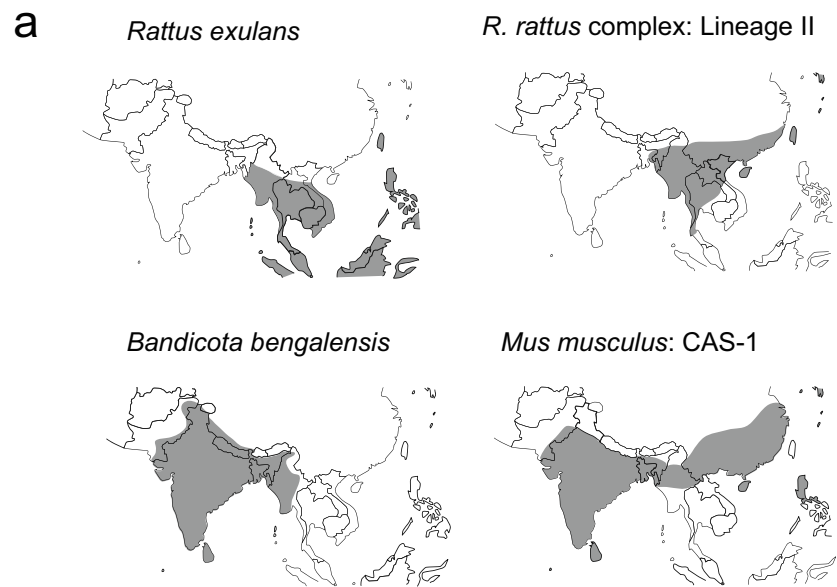 a
Rattus exulans
R. rattus complex: Lineage II
Bandicota bengalensis
Mus musculus: CAS-1